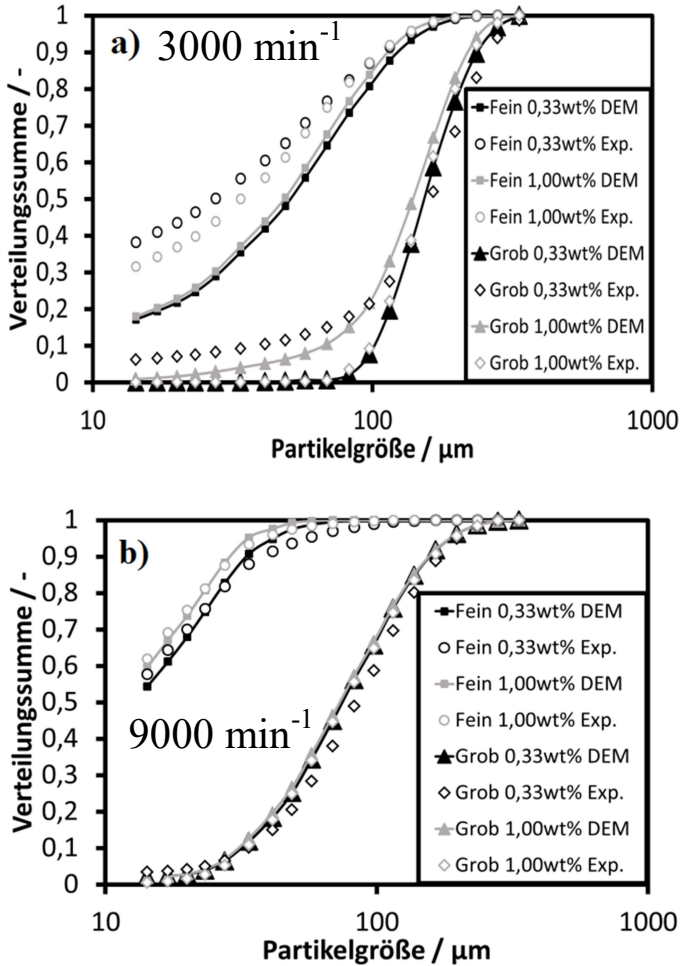 a) 3000 min-1
Verteilungssumme / -
1
0,9
0,8
0,7
0,6
0,5
0,4
0,3
0,2
0,1
0
10
100
1000
Partikelgröße / µm
Fein 0,33wt% DEM
Fein 0,33wt% Exp.
Fein 1,00wt% DEM
Fein 1,00wt% Exp.
Grob 0,33wt% DEM
Grob 0,33wt% Exp.
Grob 1,00wt% DEM
Grob 1,00wt% Exp.
b)
9000 min-1
Verteilungssumme / -
1
0,9
0,8
0,7
0,6
0,5
0,4
0,3
0,2
0,1
0
10
100
1000
Partikelgröße / µm
Fein 0,33wt% DEM
Fein 0,33wt% Exp.
Fein 1,00wt% DEM
Fein 1,00wt% Exp.
Grob 0,33wt% DEM
Grob 0,33wt% Exp.
Grob 1,00wt% DEM
Grob 1,00wt% Exp.